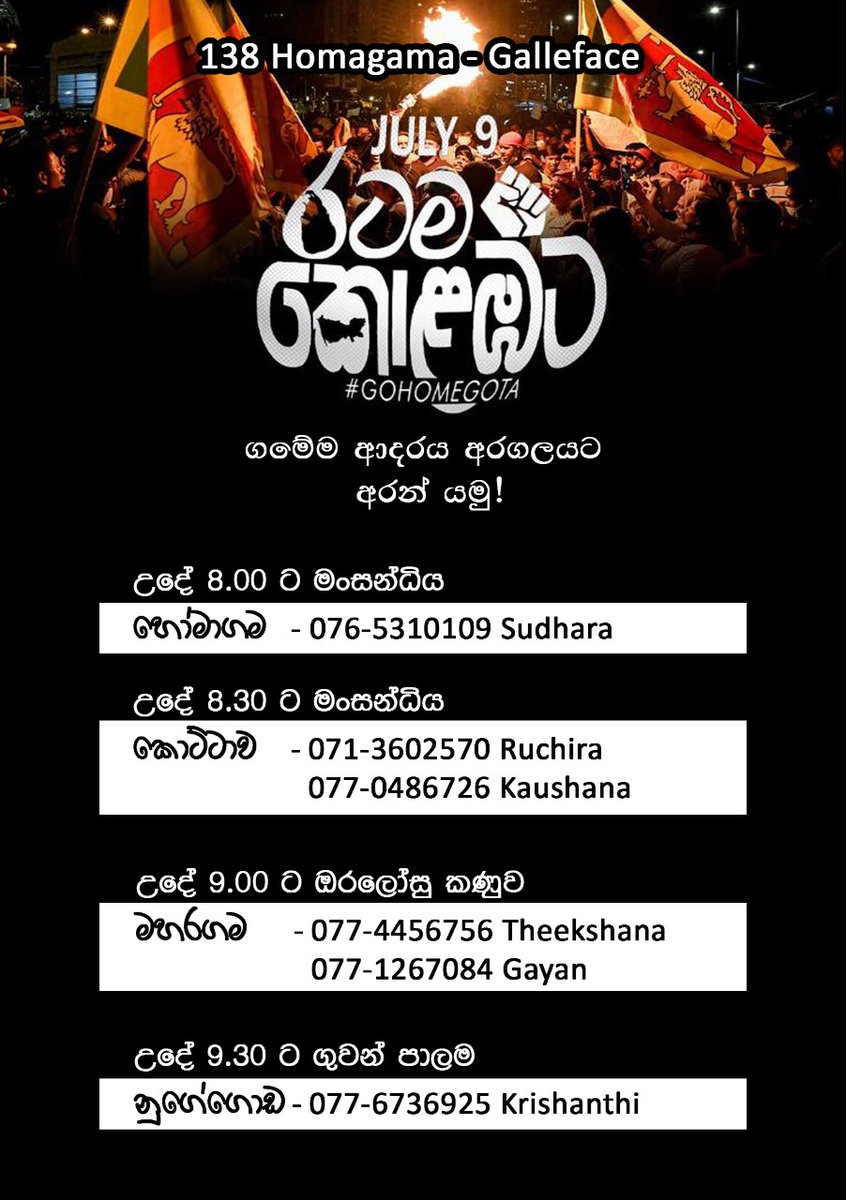 138 Homagama - Galleface
JULY 9
රටම
කොළඹට
#GOHOMEGOTA
ගමේම ආදරය අරගලයට
අරන් යමු!
උදේ 8.00 ට මංසන්ධිය
හෝමාගම - 076-5310109 Sudhara
උදේ 8.30 ට මංසන්ධිය
කොට්ටාව - 071-3602570 Ruchira
077-0486726 Kaushana
උදේ 9.00 ට ඔරලෝසු කණුව
මහරගම - 077-4456756 Theekshana
077-1267084 Gayan
උදේ 9.30 ට ගුවන් පාලම
නුගේගොඩ - 077-6736925 Krishanthi